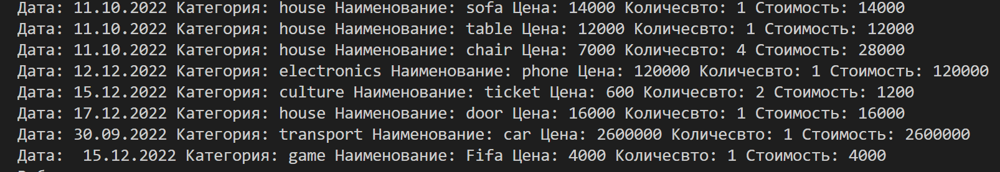 Дата: 11.10.2022 Категория: house Наименование: sofa Цена: 14000 Количесвто: 1 Стоимость: 14000
Дата: 11.10.2022 Категория: house Наименование: table Цена: 12000 Количесвто: 1 Стоимость: 12000
Дата: 11.10.2022 Категория: house Наименование: chair Цена: 7000 Количесвто: 4 Стоимость: 28000
Дата: 12.12.2022 Категория: electronics Наименование: phone Цена: 120000 Количесвто: 1 Стоимость: 120000
Дата: 15.12.2022 Категория: culture Наименование: ticket Цена: 600 Количесвто: 2 Стоимость: 1200
Дата: 17.12.2022 Категория: house Наименование: door Цена: 16000 Количесвто: 1 Стоимость: 16000
Дата: 30.09.2022 Категория: transport Наименование: car Цена: 2600000 Количесвто: 1 Стоимость: 2600000
Дата:  15.12.2022 Категория: game Наименование: Fifa Цена: 4000 Количесвто: 1 Стоимость: 4000